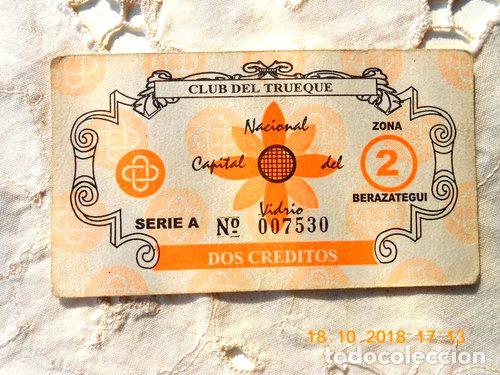 CLUB DEL TRUEQUE
Nacional
Capital del
Vidrio
ZONA
2
BERAZATEGUI
SERIE A Nº 007530
DOS CREDITOS
18.10.2018 17:13
todocoleccion